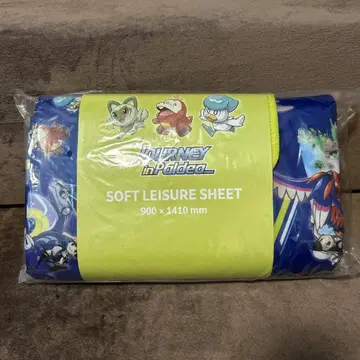 JOURNEY
in Paldea
SOFT LEISURE SHEET
900 × 1410 mm